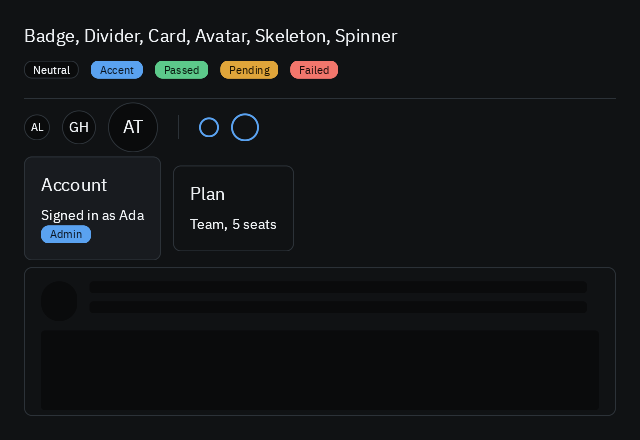 Badge, Divider, Card, Avatar, Skeleton, Spinner
Neutral Accent Passed Pending Failed
AL GH AT
Account
Signed in as Ada
Admin
Plan
Team, 5 seats